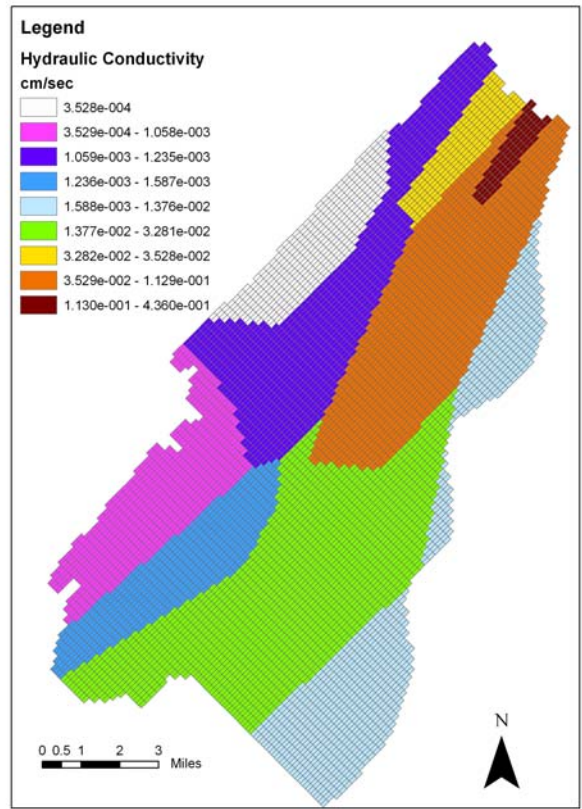 Legend
Hydraulic Conductivity
cm/sec
3.528e-004
3.529e-004 - 1.058e-003
1.059e-003 - 1.235e-003
1.236e-003 - 1.587e-003
1.588e-003 - 1.376e-002
1.377e-002 - 3.281e-002
3.282e-002 - 3.528e-002
3.529e-002 - 1.129e-001
1.130e-001 - 4.360e-001
N
0 0.5 1 2 3
Miles